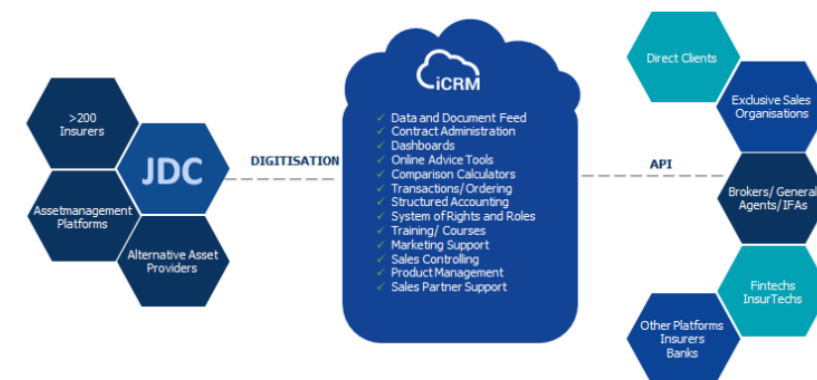 >200
Insurers
JDC
Assetmanagement
Platforms
Alternative Asset
Providers
DIGITISATION
iCRM
Data and Document Feed
Contract Administration
Dashboards
Online Advice Tools
Comparison Calculators
Transactions/Ordering
Structured Accounting
System of Rights and Roles
Training/ Courses
Marketing Support
Sales Controlling
Product Management
Sales Partner Support
API
Direct Clients
Exclusive Sales
Organisations
Brokers/ General
Agents/IFAs
Fintechs
InsurTechs
Other Platforms
Insurers
Banks